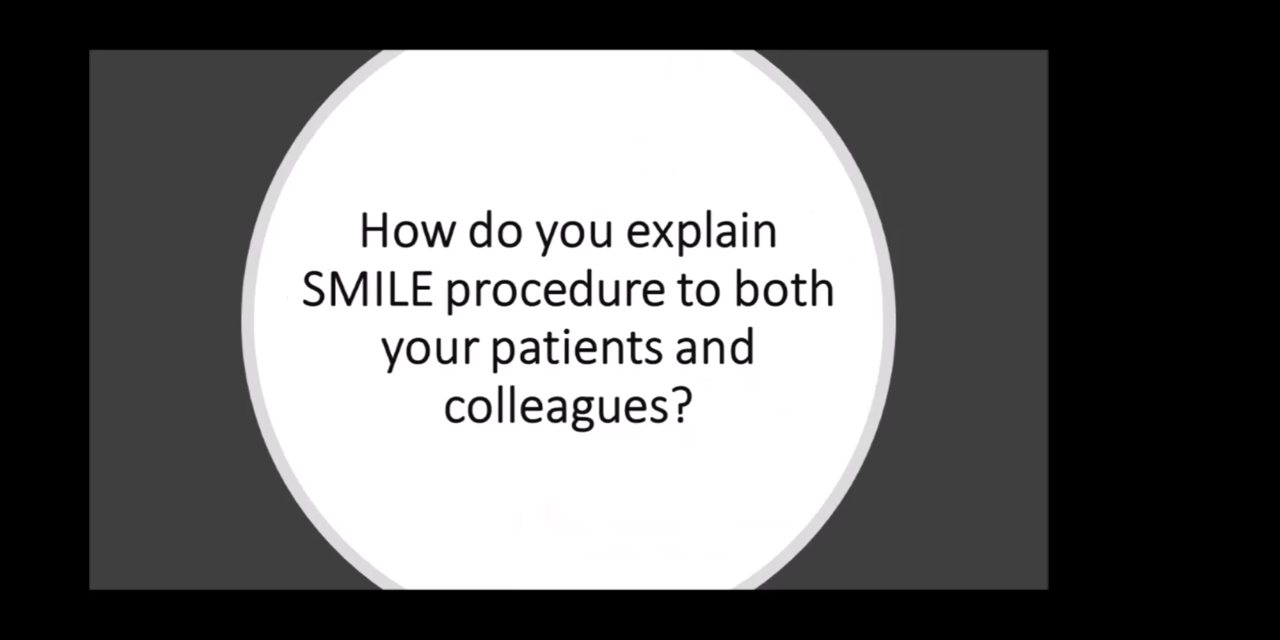 How do you explain
SMILE procedure to both
your patients and
colleagues?